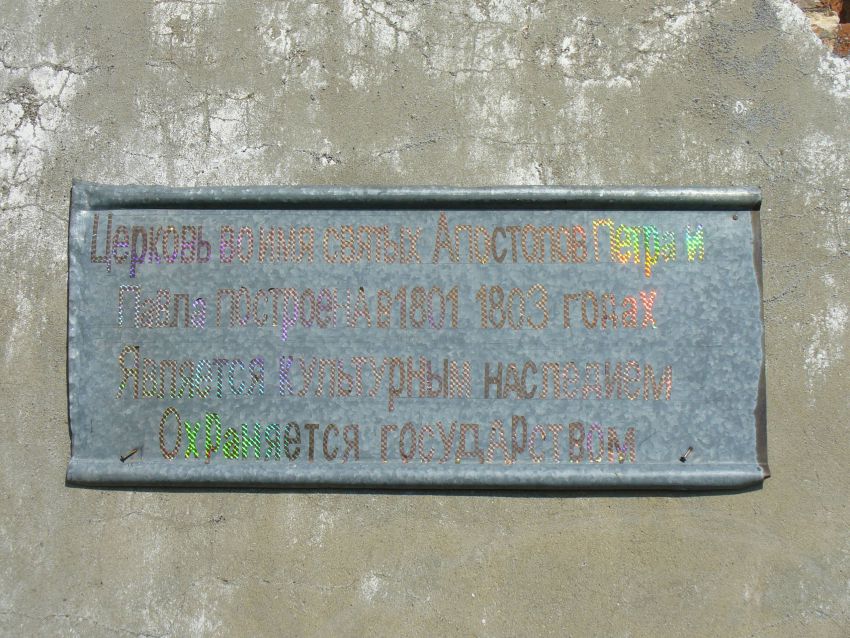 Церковь во имя святых Апостолов Петра и
Павла построена в 1801 1803 годах
Является культурным наследием
Охраняется государством